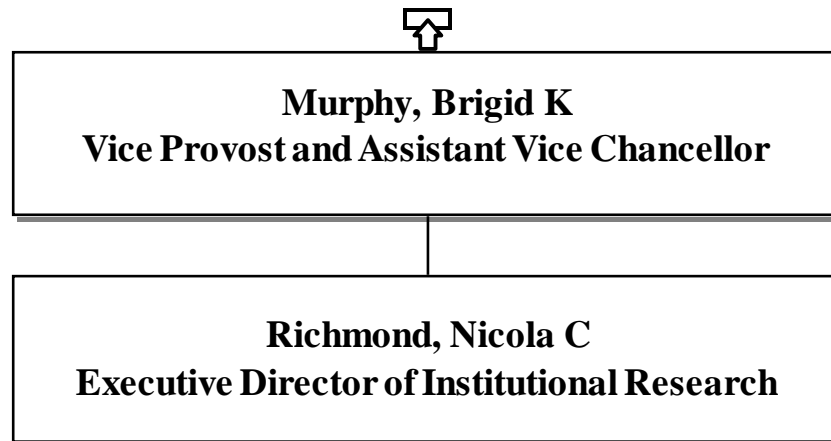 Murphy, Brigid K
Vice Provost and Assistant Vice Chancellor
Richmond, Nicola C
Executive Director of Institutional Research